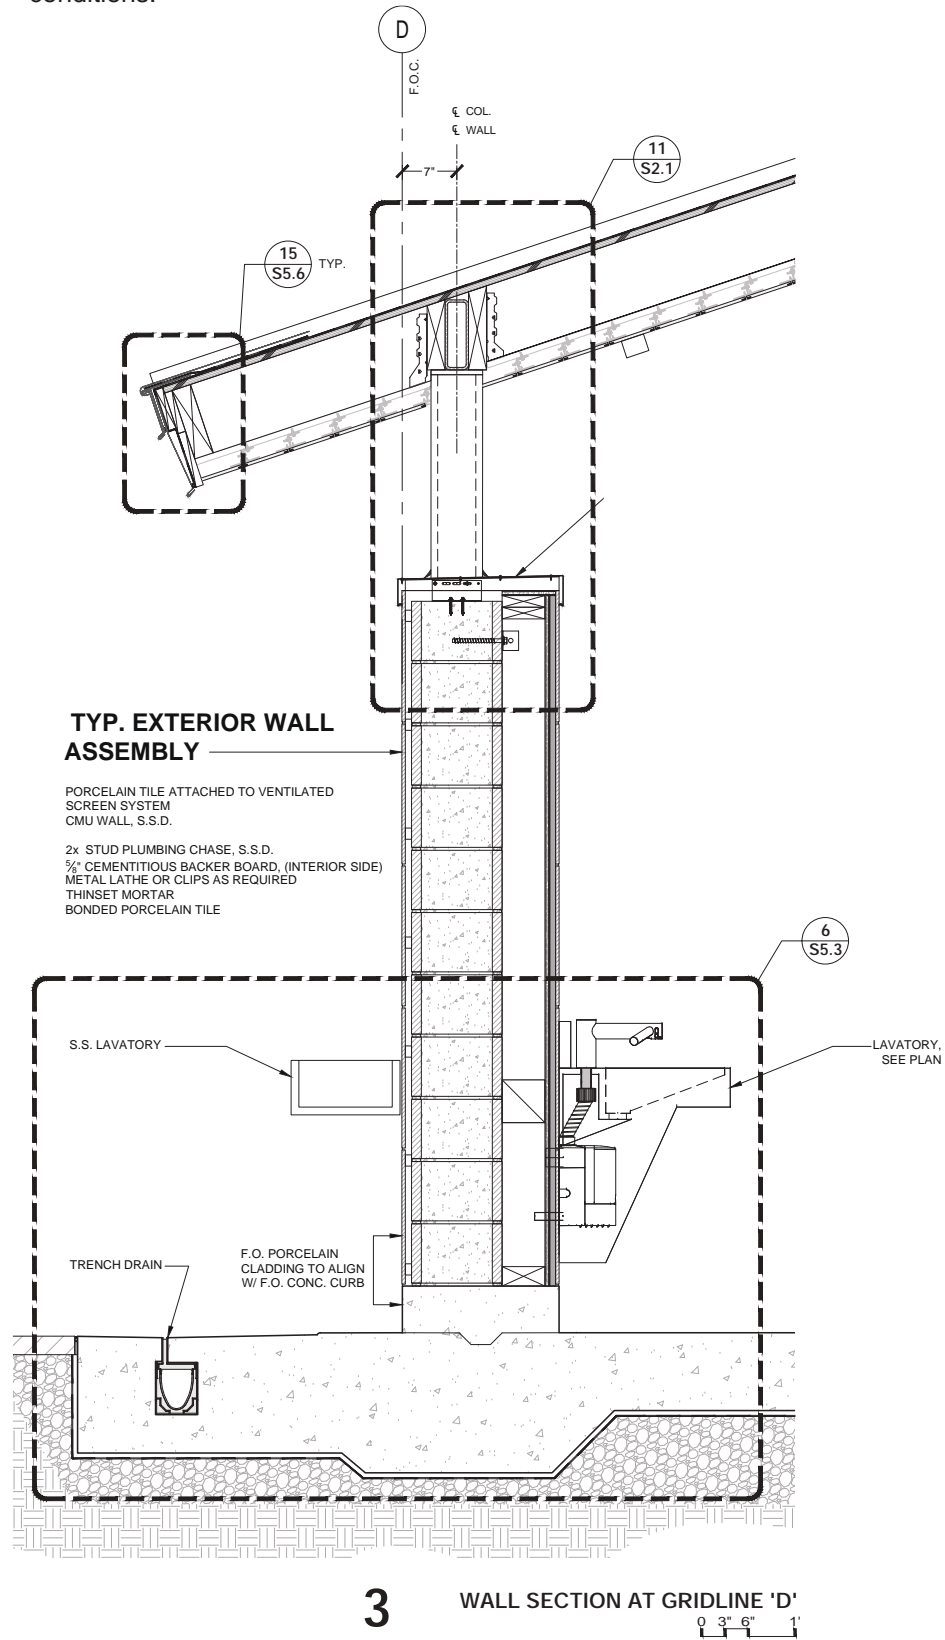 conditions.
D
F.O.C.
℄ COL.
℄ WALL
7"
11
S2.1
15
S5.6
TYP.
TYP. EXTERIOR WALL
ASSEMBLY
PORCELAIN TILE ATTACHED TO VENTILATED
SCREEN SYSTEM
CMU WALL, S.S.D.
2x STUD PLUMBING CHASE, S.S.D.
⅝" CEMENTITIOUS BACKER BOARD, (INTERIOR SIDE)
METAL LATHE OR CLIPS AS REQUIRED
THINSET MORTAR
BONDED PORCELAIN TILE
6
S5.3
S.S. LAVATORY
LAVATORY,
SEE PLAN
TRENCH DRAIN
F.O. PORCELAIN
CLADDING TO ALIGN
W/ F.O. CONC. CURB
3
WALL SECTION AT GRIDLINE 'D'
0 3" 6" 1'